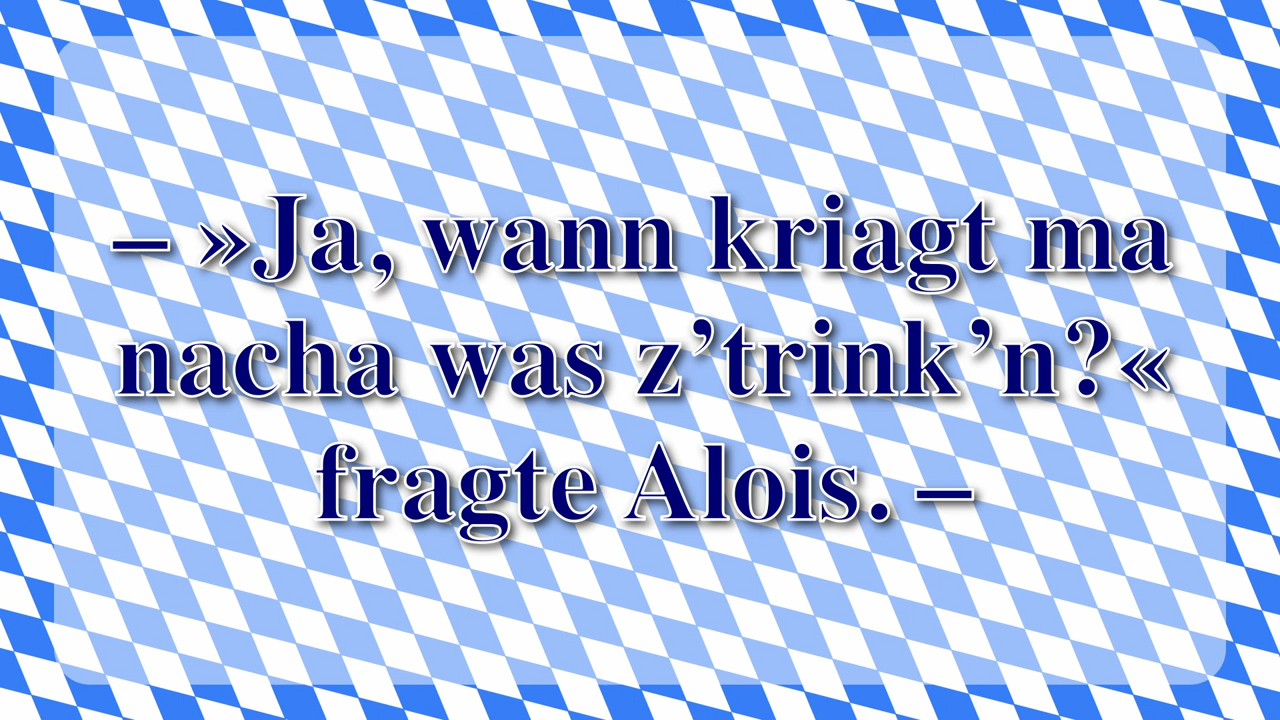 – »Ja, wann kriagt ma
nacha was z’trink’n?«
fragte Alois. –